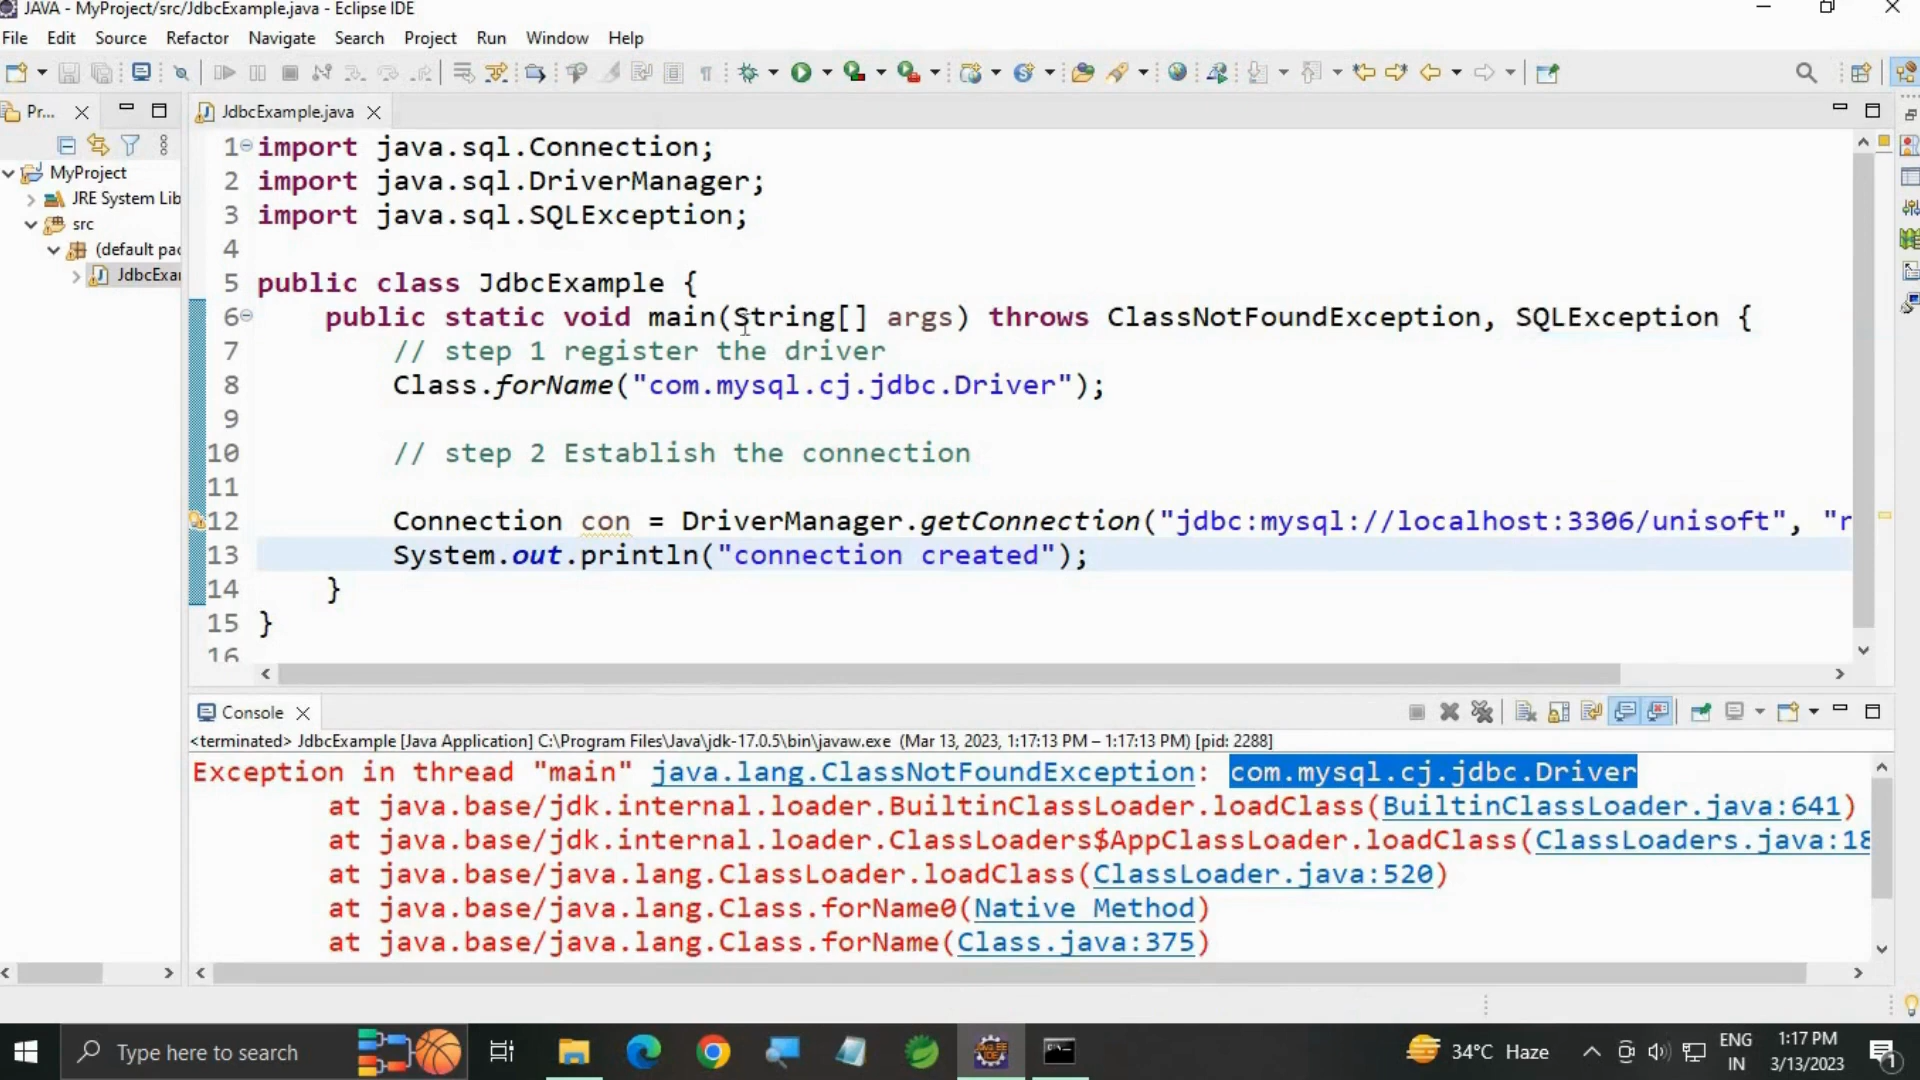 JAVA - MyProject/src/JdbcExample.java - Eclipse IDE
File Edit Source Refactor Navigate Search Project Run Window Help
Pr...
JdbcExample.java
MyProject
JRE System Lib
src
(default pac
JdbcExar
1 import java.sql.Connection;
2 import java.sql.DriverManager;
3 import java.sql.SQLException;
4
5 public class JdbcExample {
6 public static void main(String[] args) throws ClassNotFoundException, SQLException {
7 // step 1 register the driver
8 Class.forName("com.mysql.cj.jdbc.Driver");
9
10 // step 2 Establish the connection
11
12 Connection con = DriverManager.getConnection("jdbc:mysql://localhost:3306/unisoft", "r
13 System.out.println("connection created");
14 }
15 }
16
Console
<terminated> JdbcExample [Java Application] C:\Program Files\Java\jdk-17.0.5\bin\javaw.exe (Mar 13, 2023, 1:17:13 PM – 1:17:13 PM) [pid: 2288]
Exception in thread "main" java.lang.ClassNotFoundException: com.mysql.cj.jdbc.Driver
at java.base/jdk.internal.loader.BuiltinClassLoader.loadClass(BuiltinClassLoader.java:641)
at java.base/jdk.internal.loader.ClassLoaders$AppClassLoader.loadClass(ClassLoaders.java:18
at java.base/java.lang.ClassLoader.loadClass(ClassLoader.java:520)
at java.base/java.lang.Class.forName0(Native Method)
at java.base/java.lang.Class.forName(Class.java:375)
Type here to search
34°C Haze
ENG
IN
1:17 PM
3/13/2023
1